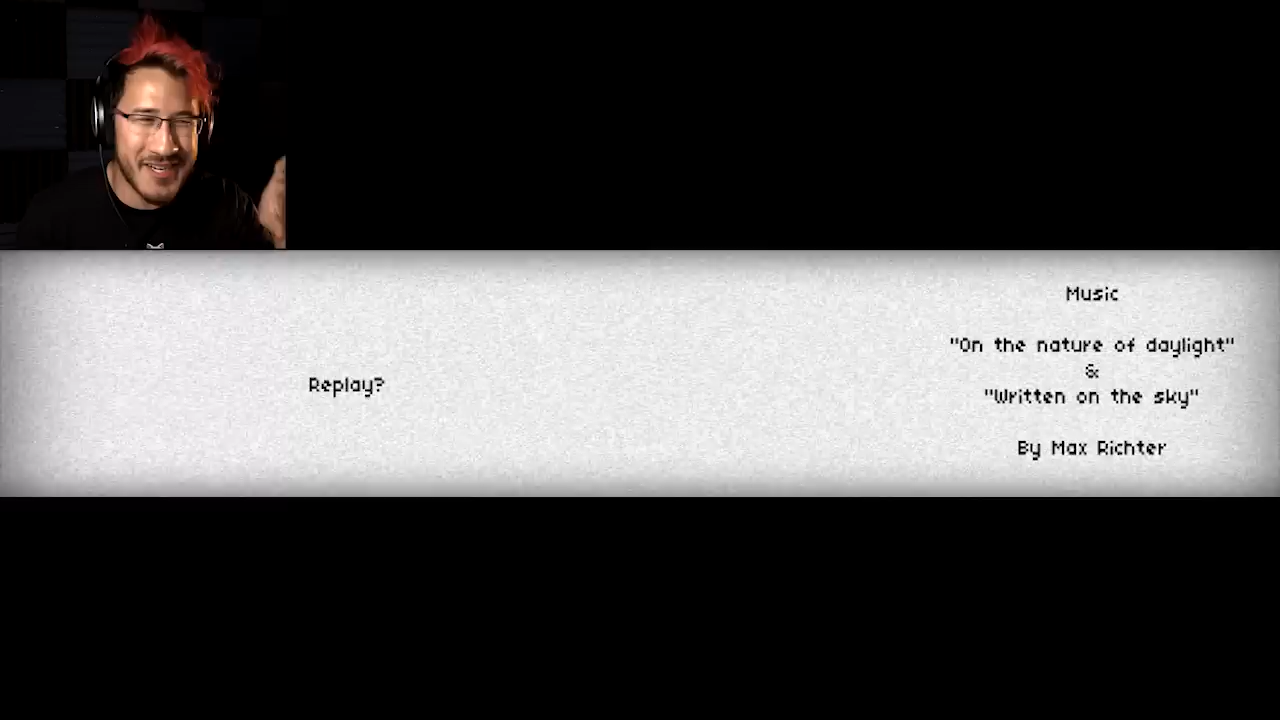 Replay?
Music
"On the nature of daylight"
&
"Written on the sky"
By Max Richter